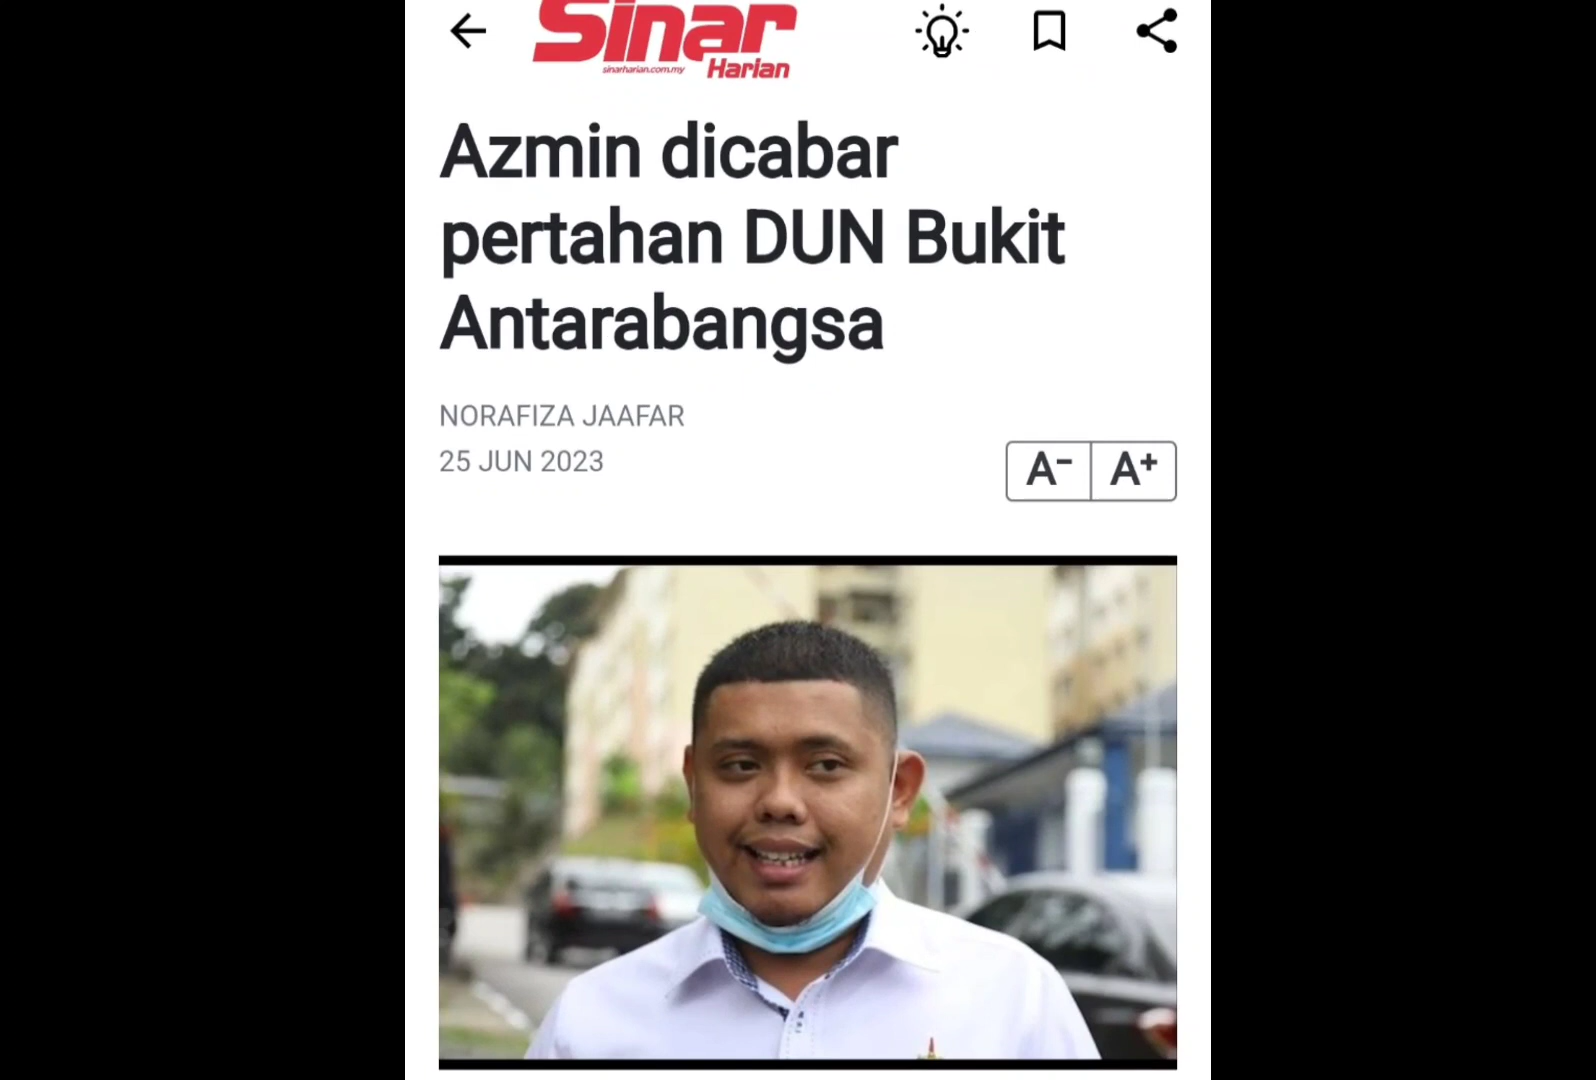 Sinar
sinarharian.com.my Harian
Azmin dicabar
pertahan DUN Bukit
Antarabangsa
NORAFIZA JAAFAR
25 JUN 2023
A- A+